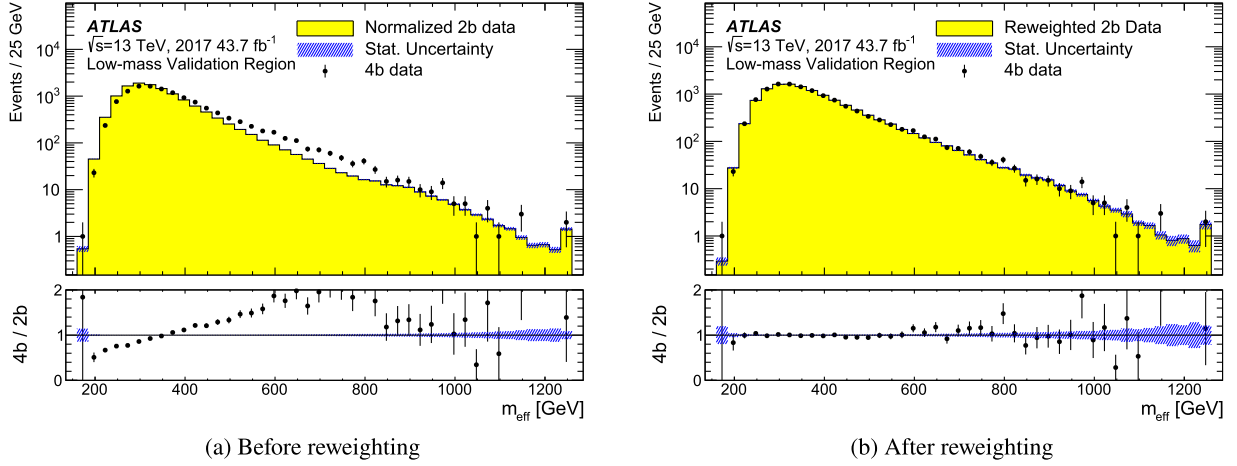 ATLAS
√s=13 TeV, 2017 43.7 fb⁻¹
Low-mass Validation Region
Normalized 2b data
Stat. Uncertainty
4b data
Events / 25 GeV
10⁴
10³
10²
10
1
4b / 2b
2
1
0
200 400 600 800 1000 1200
m_eff [GeV]
(a) Before reweighting
ATLAS
√s=13 TeV, 2017 43.7 fb⁻¹
Low-mass Validation Region
Reweighted 2b Data
Stat. Uncertainty
4b data
Events / 25 GeV
10⁴
10³
10²
10
1
4b / 2b
2
1
0
200 400 600 800 1000 1200
m_eff [GeV]
(b) After reweighting